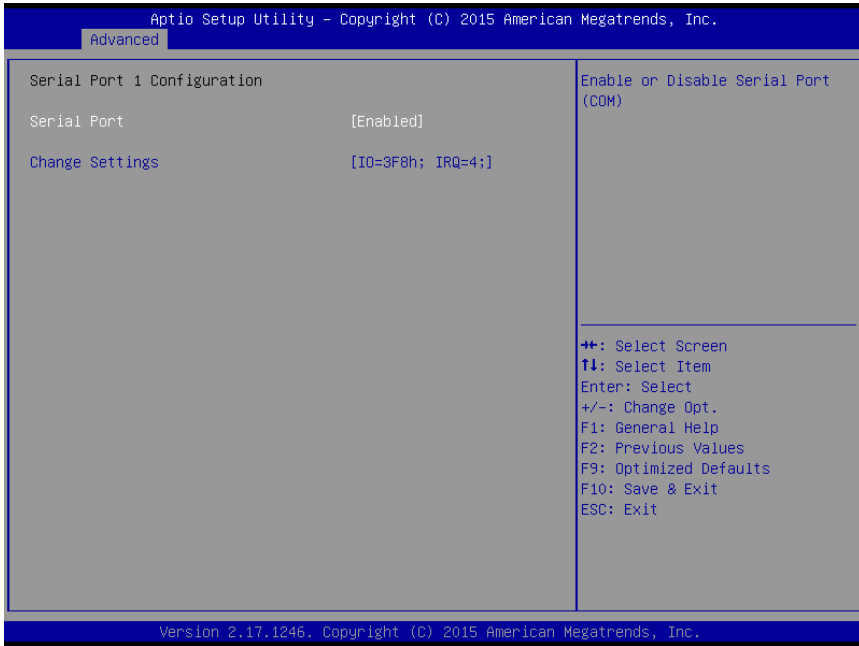 Aptio Setup Utility – Copyright (C) 2015 American Megatrends, Inc.
Advanced
Serial Port 1 Configuration
Serial Port [Enabled]
Change Settings [IO=3F8h; IRQ=4;]
Enable or Disable Serial Port
(COM)
→←: Select Screen
↑↓: Select Item
Enter: Select
+/-: Change Opt.
F1: General Help
F2: Previous Values
F9: Optimized Defaults
F10: Save & Exit
ESC: Exit
Version 2.17.1246. Copyright (C) 2015 American Megatrends, Inc.